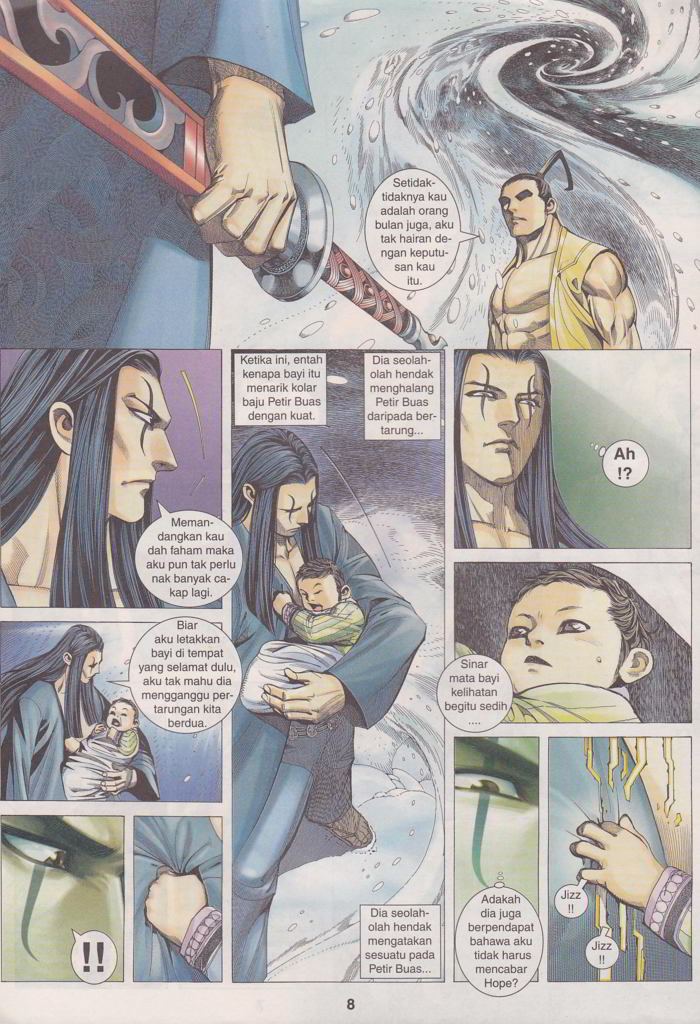 Setidak-
tidaknya kau
adalah orang
bulan juga, aku
tak hairan de-
ngan keputu-
san kau
itu.
Meman-
dangkan kau
dah faham maka
aku pun tak perlu
nak banyak ca-
kap lagi.
Biar
aku letakkan
bayi di tempat
yang selamat dulu,
aku tak mahu dia
mengganggu per-
tarungan kita
berdua.
!!
Ketika ini, entah
kenapa bayi itu
menarik kolar
baju Petir Buas
dengan kuat.
Dia seolah-
olah hendak
menghalang
Petir Buas
daripada ber-
tarung...
Dia seolah-
olah hendak
mengatakan
sesuatu pada
Petir Buas...
Ah
!?
Sinar
mata bayi
kelihatan
begitu sedih
....
Adakah
dia juga
berpendapat
bahawa aku
tidak harus
mencabar
Hope?
Jizz
!!
Jizz
!!
8